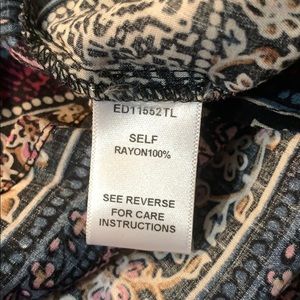 ED11552TL
SELF
RAYON100%
SEE REVERSE
FOR CARE
INSTRUCTIONS